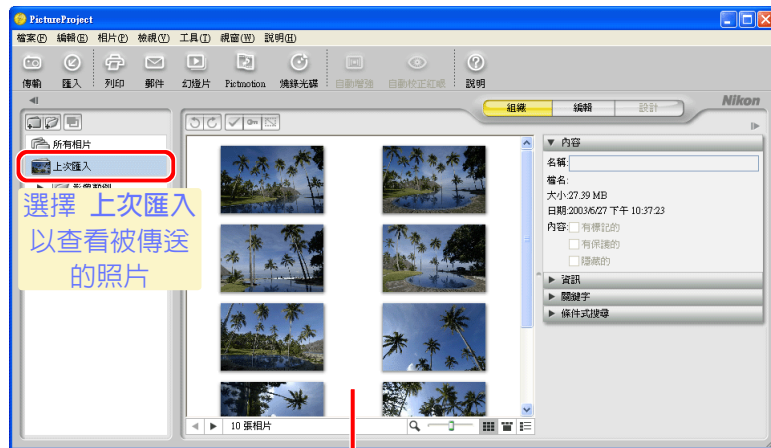 PictureProject
檔案(F) 編輯(E) 相片(P) 檢視(V) 工具(I) 視窗(W) 說明(H)
傳輸 匯入 列印 郵件 幻燈片 Pictmotion 燒錄光碟 自動增強 自動校正紅眼 說明
組織 編輯 設計 Nikon
所有相片
上次匯入
選擇 上次匯入
以查看被傳送
的照片
內容
名稱:
檔名:
大小:27.39 MB
日期:2003/6/27 下午 10:37:23
內容: 有標記的
有保護的
隱藏的
資訊
關鍵字
條件式搜尋
10 張相片